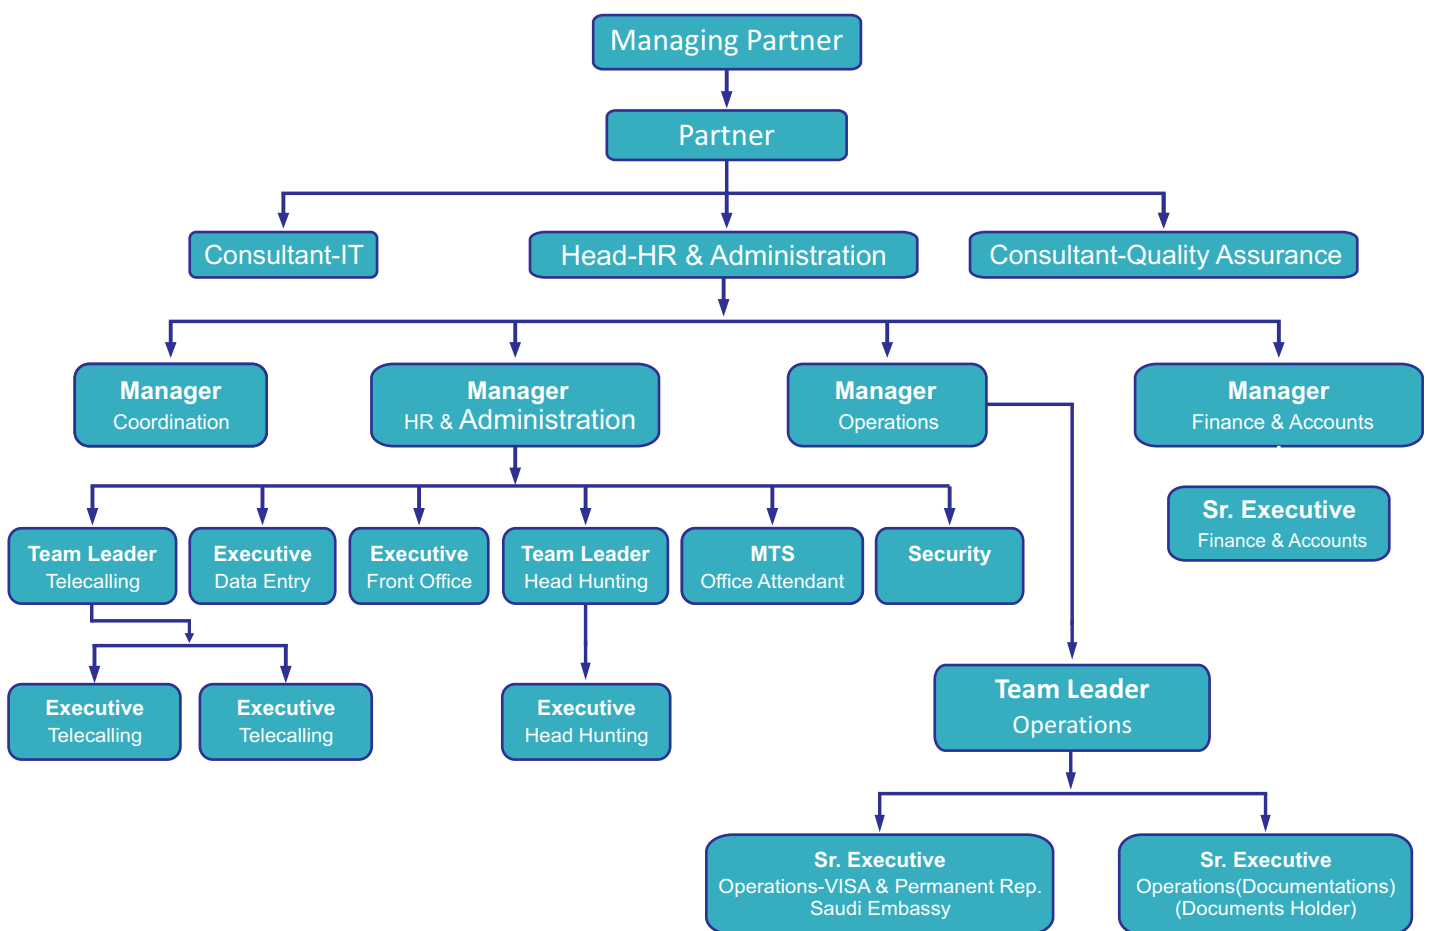 Managing Partner
Partner
Consultant-IT
Head-HR & Administration
Consultant-Quality Assurance
Manager
Coordination
Manager
HR & Administration
Manager
Operations
Manager
Finance & Accounts
Sr. Executive
Finance & Accounts
Team Leader
Telecalling
Executive
Data Entry
Executive
Front Office
Team Leader
Head Hunting
MTS
Office Attendant
Security
Executive
Telecalling
Executive
Telecalling
Executive
Head Hunting
Team Leader
Operations
Sr. Executive
Operations-VISA & Permanent Rep.
Saudi Embassy
Sr. Executive
Operations(Documentations)
(Documents Holder)